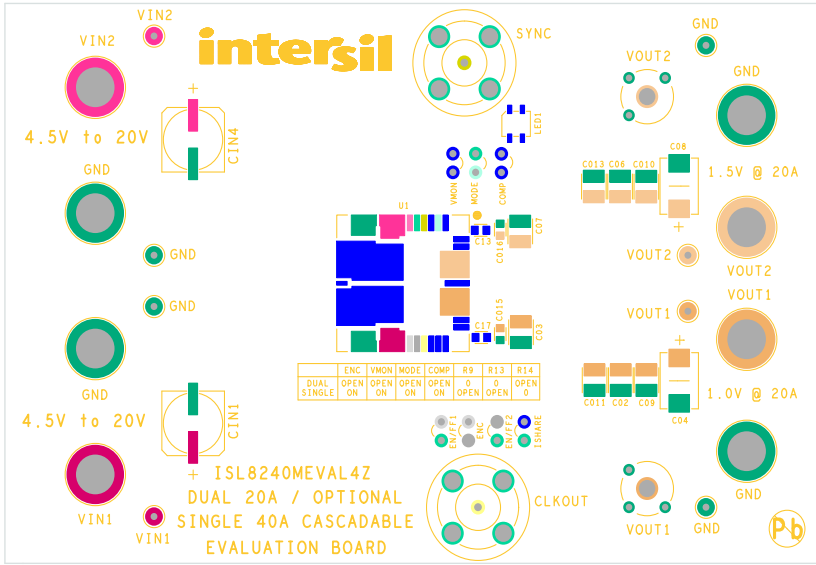 VIN2
VIN2
intersil
SYNC
VOUT2
GND
GND
+
LED1
4.5V to 20V
CIN4
VMON
MODE
COMP
C013
C06
C010
C08
1.5V @ 20A
+
GND
U1
C13
C016
C07
GND
VOUT2
VOUT2
GND
VOUT1
VOUT1
C17
C015
C03
+
GND
ENC VMON MODE COMP R9 R13 R14
DUAL OPEN OPEN OPEN OPEN 0 0 OPEN
SINGLE ON ON ON ON OPEN OPEN 0
C011
C02
C09
C04
1.0V @ 20A
4.5V to 20V
CIN1
+
EN/FF1
ENC
EN/FF2
ISHARE
ISL8240MEVAL4Z
DUAL 20A / OPTIONAL
SINGLE 40A CASCADABLE
EVALUATION BOARD
VIN1
VIN1
CLKOUT
VOUT1
GND
GND
Pb